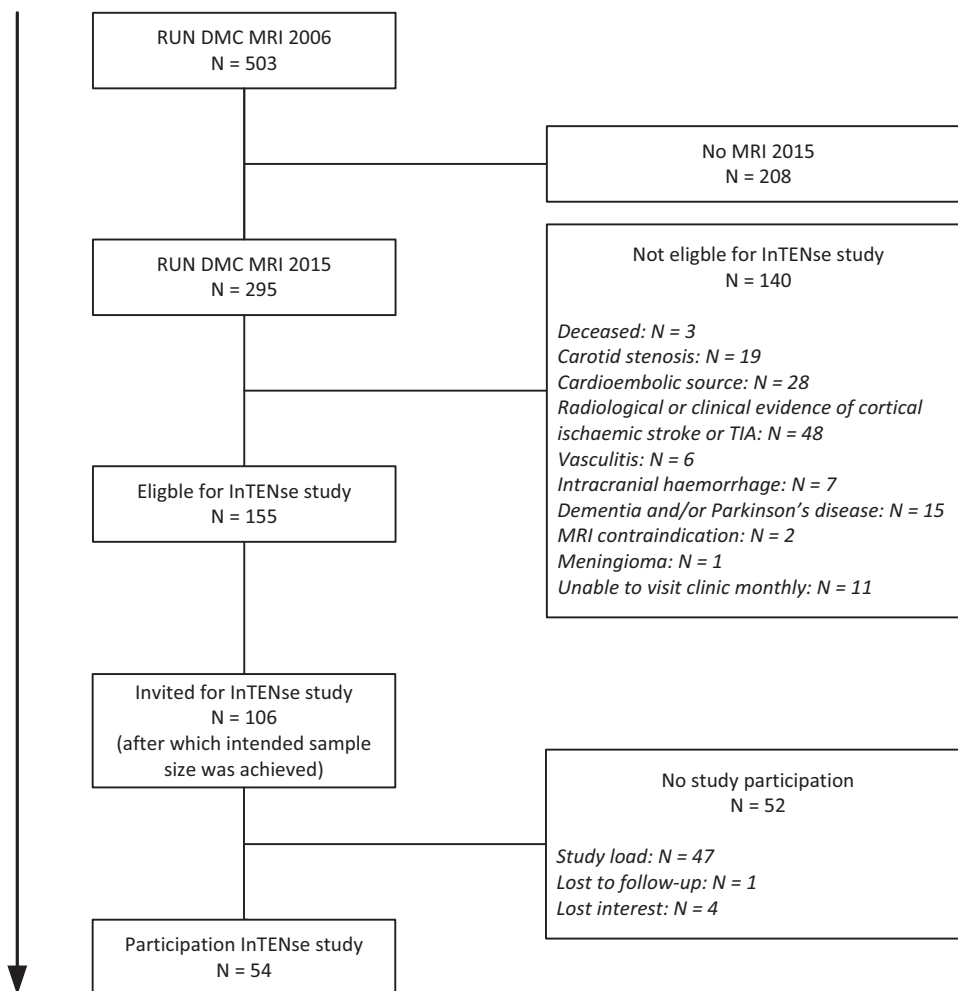 RUN DMC MRI 2006
N = 503
No MRI 2015
N = 208
RUN DMC MRI 2015
N = 295
Not eligble for InTENse study
N = 140
Deceased: N = 3
Carotid stenosis: N = 19
Cardioembolic source: N = 28
Radiological or clinical evidence of cortical
ischaemic stroke or TIA: N = 48
Vasculitis: N = 6
Intracranial haemorrhage: N = 7
Dementia and/or Parkinson’s disease: N = 15
MRI contraindication: N = 2
Meningioma: N = 1
Unable to visit clinic monthly: N = 11
Eligble for InTENse study
N = 155
Invited for InTENse study
N = 106
(after which intended sample
size was achieved)
No study participation
N = 52
Study load: N = 47
Lost to follow-up: N = 1
Lost interest: N = 4
Participation InTENse study
N = 54